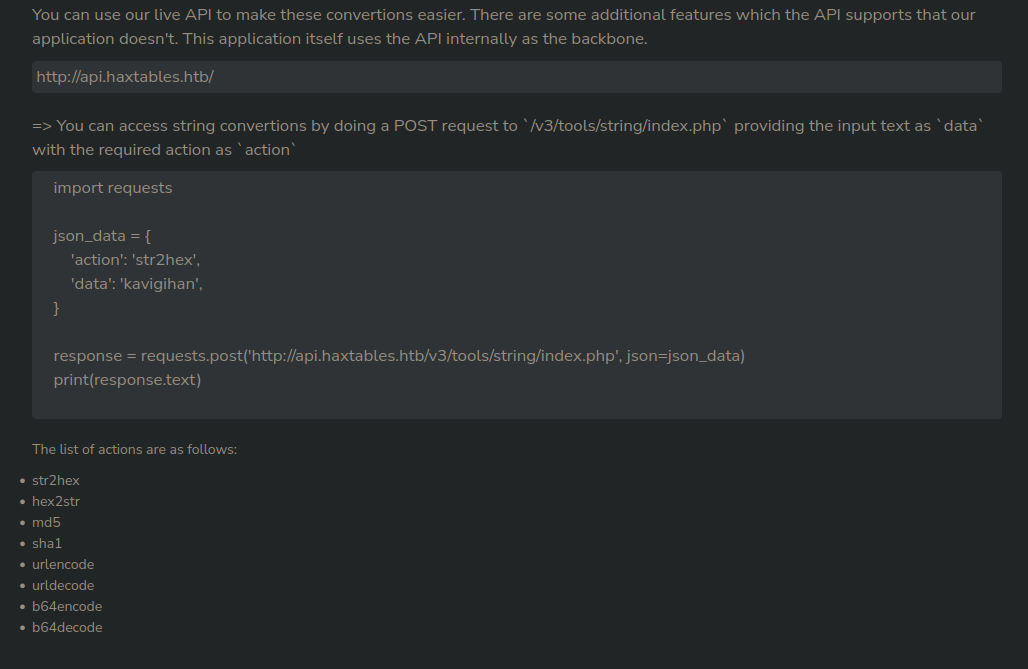 You can use our live API to make these convertions easier. There are some additional features which the API supports that our
application doesn't. This application itself uses the API internally as the backbone.
http://api.haxtables.htb/
=> You can access string convertions by doing a POST request to `/v3/tools/string/index.php` providing the input text as `data`
with the required action as `action`
import requests
json_data = {
'action': 'str2hex',
'data': 'kavigihan',
}
response = requests.post('http://api.haxtables.htb/v3/tools/string/index.php', json=json_data)
print(response.text)
The list of actions are as follows:
• str2hex
• hex2str
• md5
• sha1
• urlencode
• urldecode
• b64encode
• b64decode